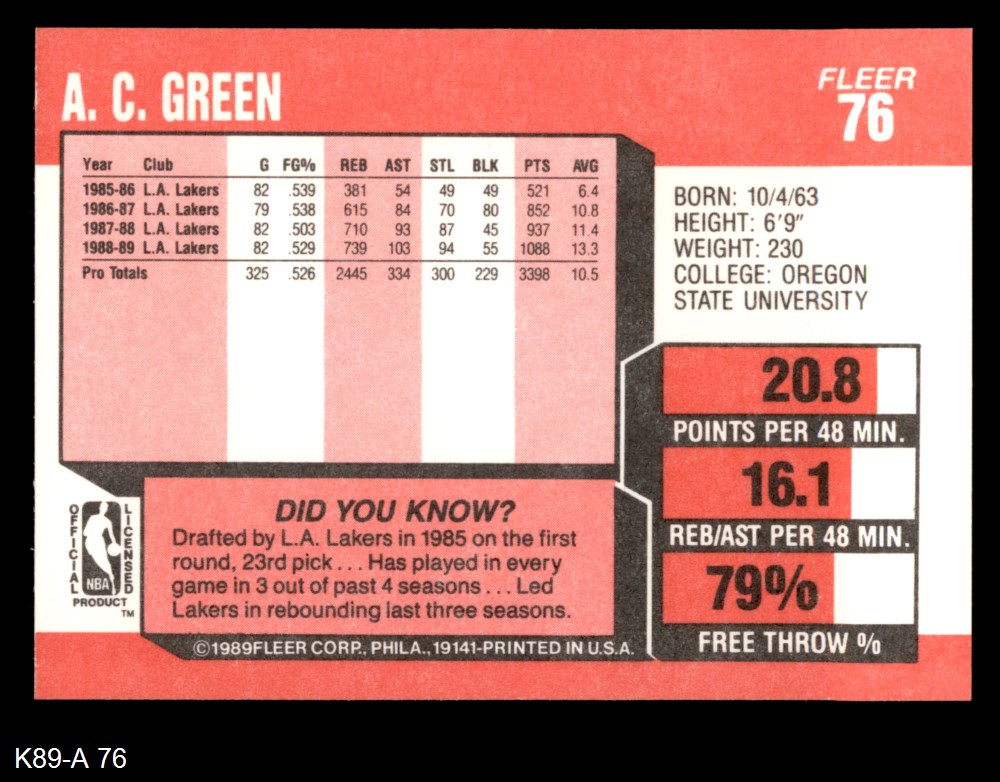 A. C. GREEN
FLEER
76
Year Club G FG% REB AST STL BLK PTS AVG
1985-86 L.A. Lakers 82 .539 381 54 49 49 521 6.4
1986-87 L.A. Lakers 79 .538 615 84 70 80 852 10.8
1987-88 L.A. Lakers 82 .503 710 93 87 45 937 11.4
1988-89 L.A. Lakers 82 .529 739 103 94 55 1088 13.3
Pro Totals 325 .526 2445 334 300 229 3398 10.5
BORN: 10/4/63
HEIGHT: 6'9"
WEIGHT: 230
COLLEGE: OREGON
STATE UNIVERSITY
20.8
POINTS PER 48 MIN.
16.1
REB/AST PER 48 MIN.
79%
FREE THROW %
OFFICIAL
LICENSED
NBA
PRODUCT
TM
DID YOU KNOW?
Drafted by L.A. Lakers in 1985 on the first
round, 23rd pick . . . Has played in every
game in 3 out of past 4 seasons . . . Led
Lakers in rebounding last three seasons.
©1989FLEER CORP., PHILA., 19141-PRINTED IN U.S.A.
K89-A 76